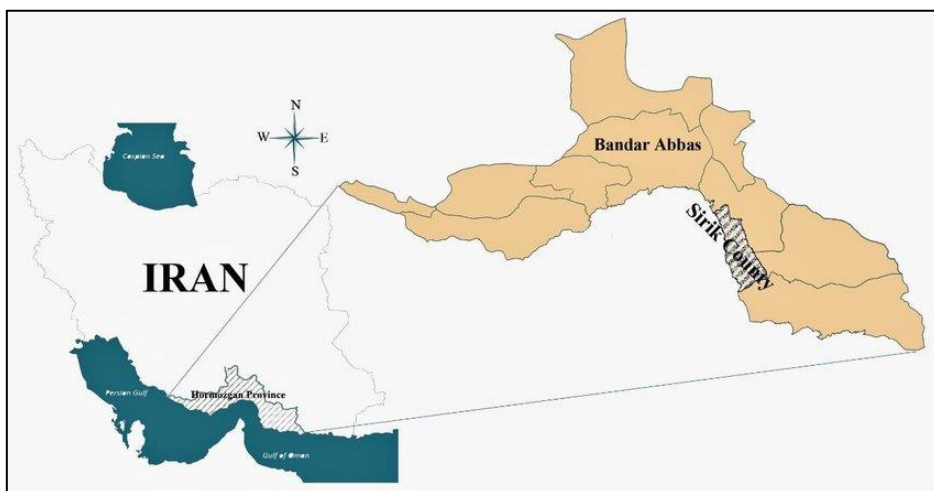 Caspian Sea
N
W
E
S
IRAN
Persian Gulf
Hormozgan Province
Gulf of Oman
Bandar Abbas
Sirik County